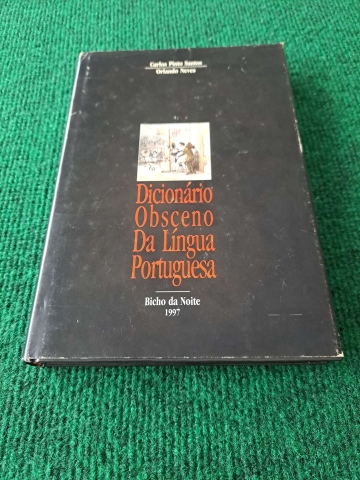 Carlos Pinto Santos
Orlando Neves
Dicionário
Obsceno
Da Língua
Portuguesa
Bicho da Noite
1997